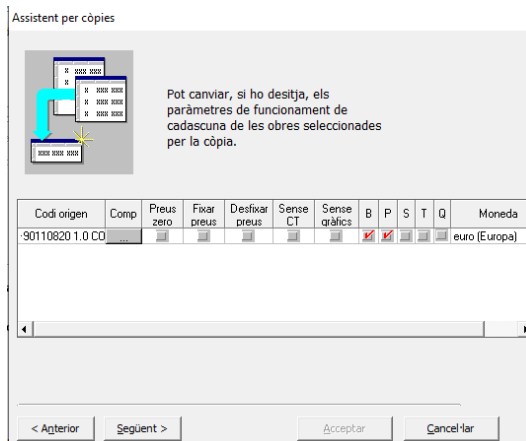 Assistent per còpies
Pot canviar, si ho desitja, els
paràmetres de funcionament de
cadascuna de les obres seleccionades
per la còpia.
Codi origen Comp Preus zero Fixar preus Desfixar preus Sense CT Sense gràfics B P S T Q Moneda
·90110820 1.0 CO ... euro (Europa)
< Anterior Següent > Acceptar Cancel·lar